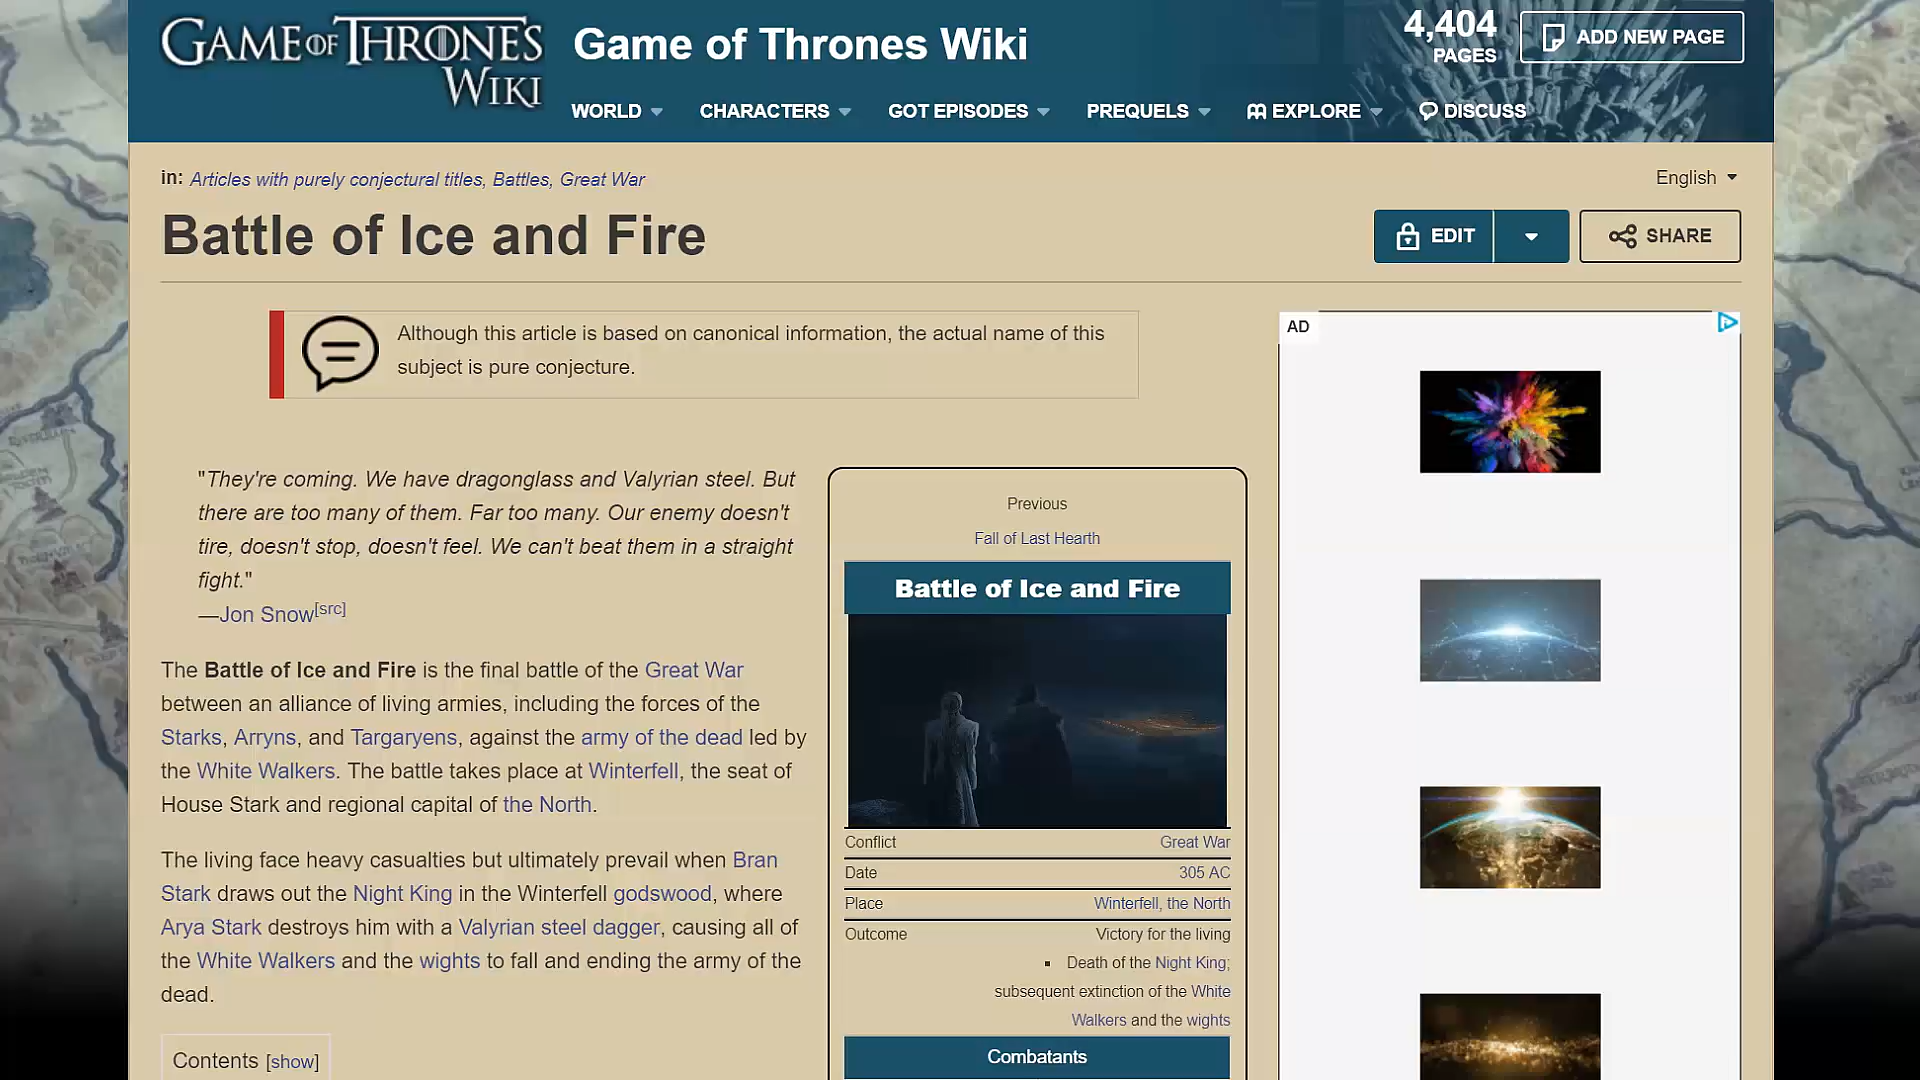 GAME OF THRONES
WIKI
Game of Thrones Wiki
4,404
PAGES
ADD NEW PAGE
WORLD
CHARACTERS
GOT EPISODES
PREQUELS
EXPLORE
DISCUSS
in: Articles with purely conjectural titles, Battles, Great War
English
Battle of Ice and Fire
EDIT
SHARE
Although this article is based on canonical information, the actual name of this
subject is pure conjecture.
AD
"They're coming. We have dragonglass and Valyrian steel. But
there are too many of them. Far too many. Our enemy doesn't
tire, doesn't stop, doesn't feel. We can't beat them in a straight
fight."
—Jon Snow[src]
The Battle of Ice and Fire is the final battle of the Great War
between an alliance of living armies, including the forces of the
Starks, Arryns, and Targaryens, against the army of the dead led by
the White Walkers. The battle takes place at Winterfell, the seat of
House Stark and regional capital of the North.
The living face heavy casualties but ultimately prevail when Bran
Stark draws out the Night King in the Winterfell godswood, where
Arya Stark destroys him with a Valyrian steel dagger, causing all of
the White Walkers and the wights to fall and ending the army of the
dead.
Contents [show]
Previous
Fall of Last Hearth
Battle of Ice and Fire
Conflict Great War
Date 305 AC
Place Winterfell, the North
Outcome Victory for the living
▪ Death of the Night King;
subsequent extinction of the White
Walkers and the wights
Combatants